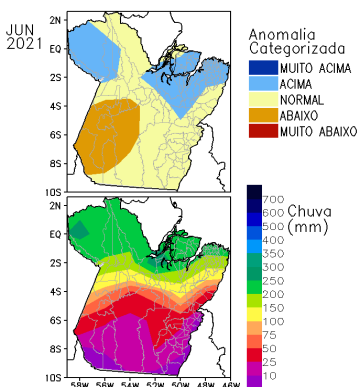 JUN
2021
2N
EQ
2S
4S
6S
8S
10S
Anomalia
Categorizada
MUITO ACIMA
ACIMA
NORMAL
ABAIXO
MUITO ABAIXO
2N
EQ
2S
4S
6S
8S
10S
58W 56W 54W 52W 50W 48W 46W
Chuva
(mm)
700
600
500
400
350
300
250
200
150
100
75
50
25
10